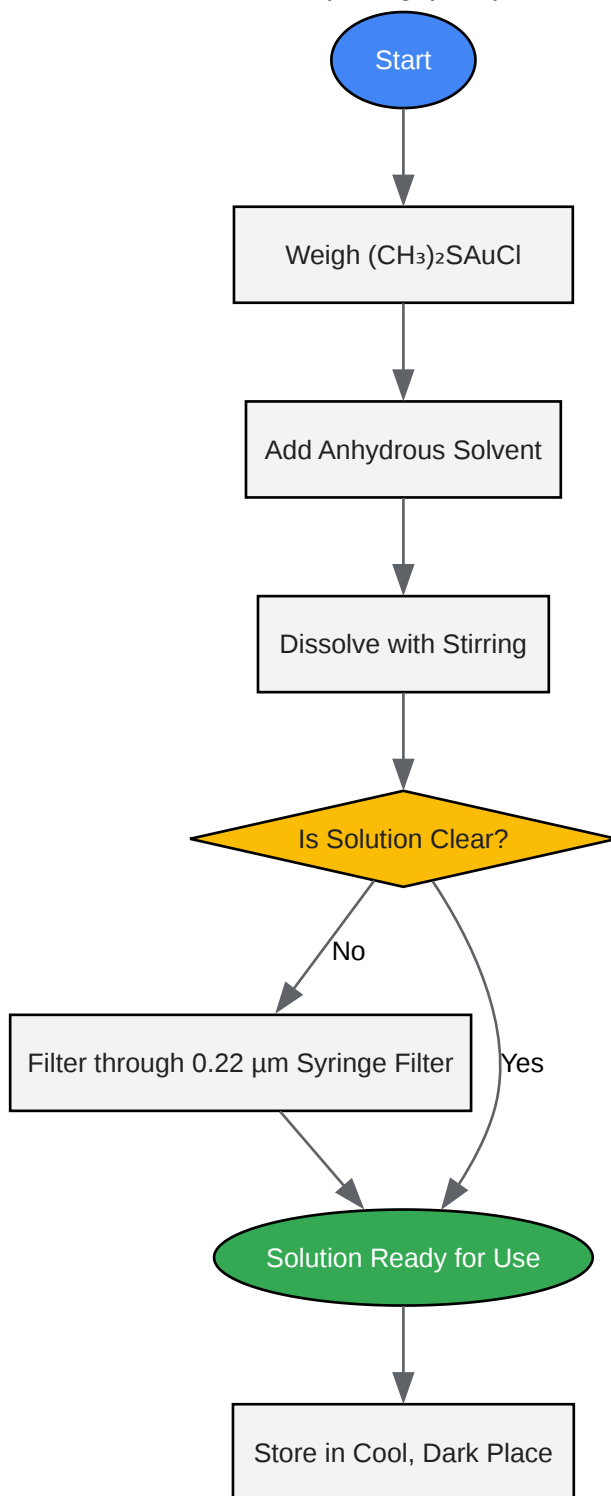 Start
Weigh (CH₃)₂SAuCl
Add Anhydrous Solvent
Dissolve with Stirring
Is Solution Clear?
No
Filter through 0.22 µm Syringe Filter
Yes
Solution Ready for Use
Store in Cool, Dark Place